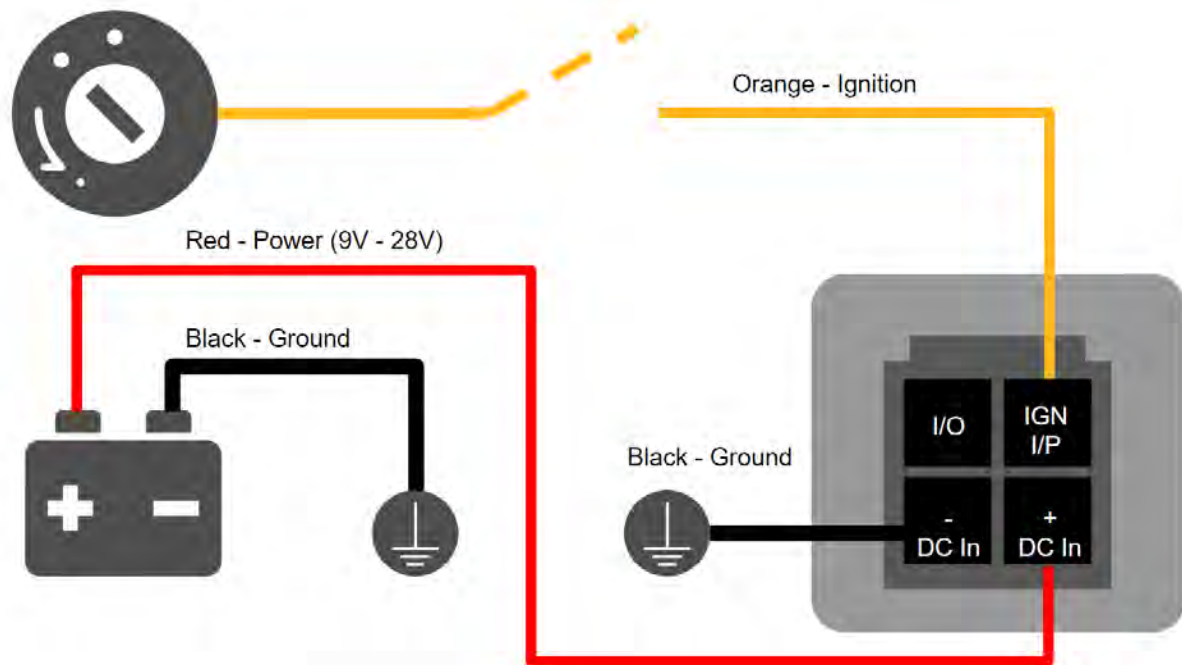 Orange - Ignition
Red - Power (9V - 28V)
Black - Ground
I/O
IGN
I/P
Black - Ground
-
DC In
+
DC In